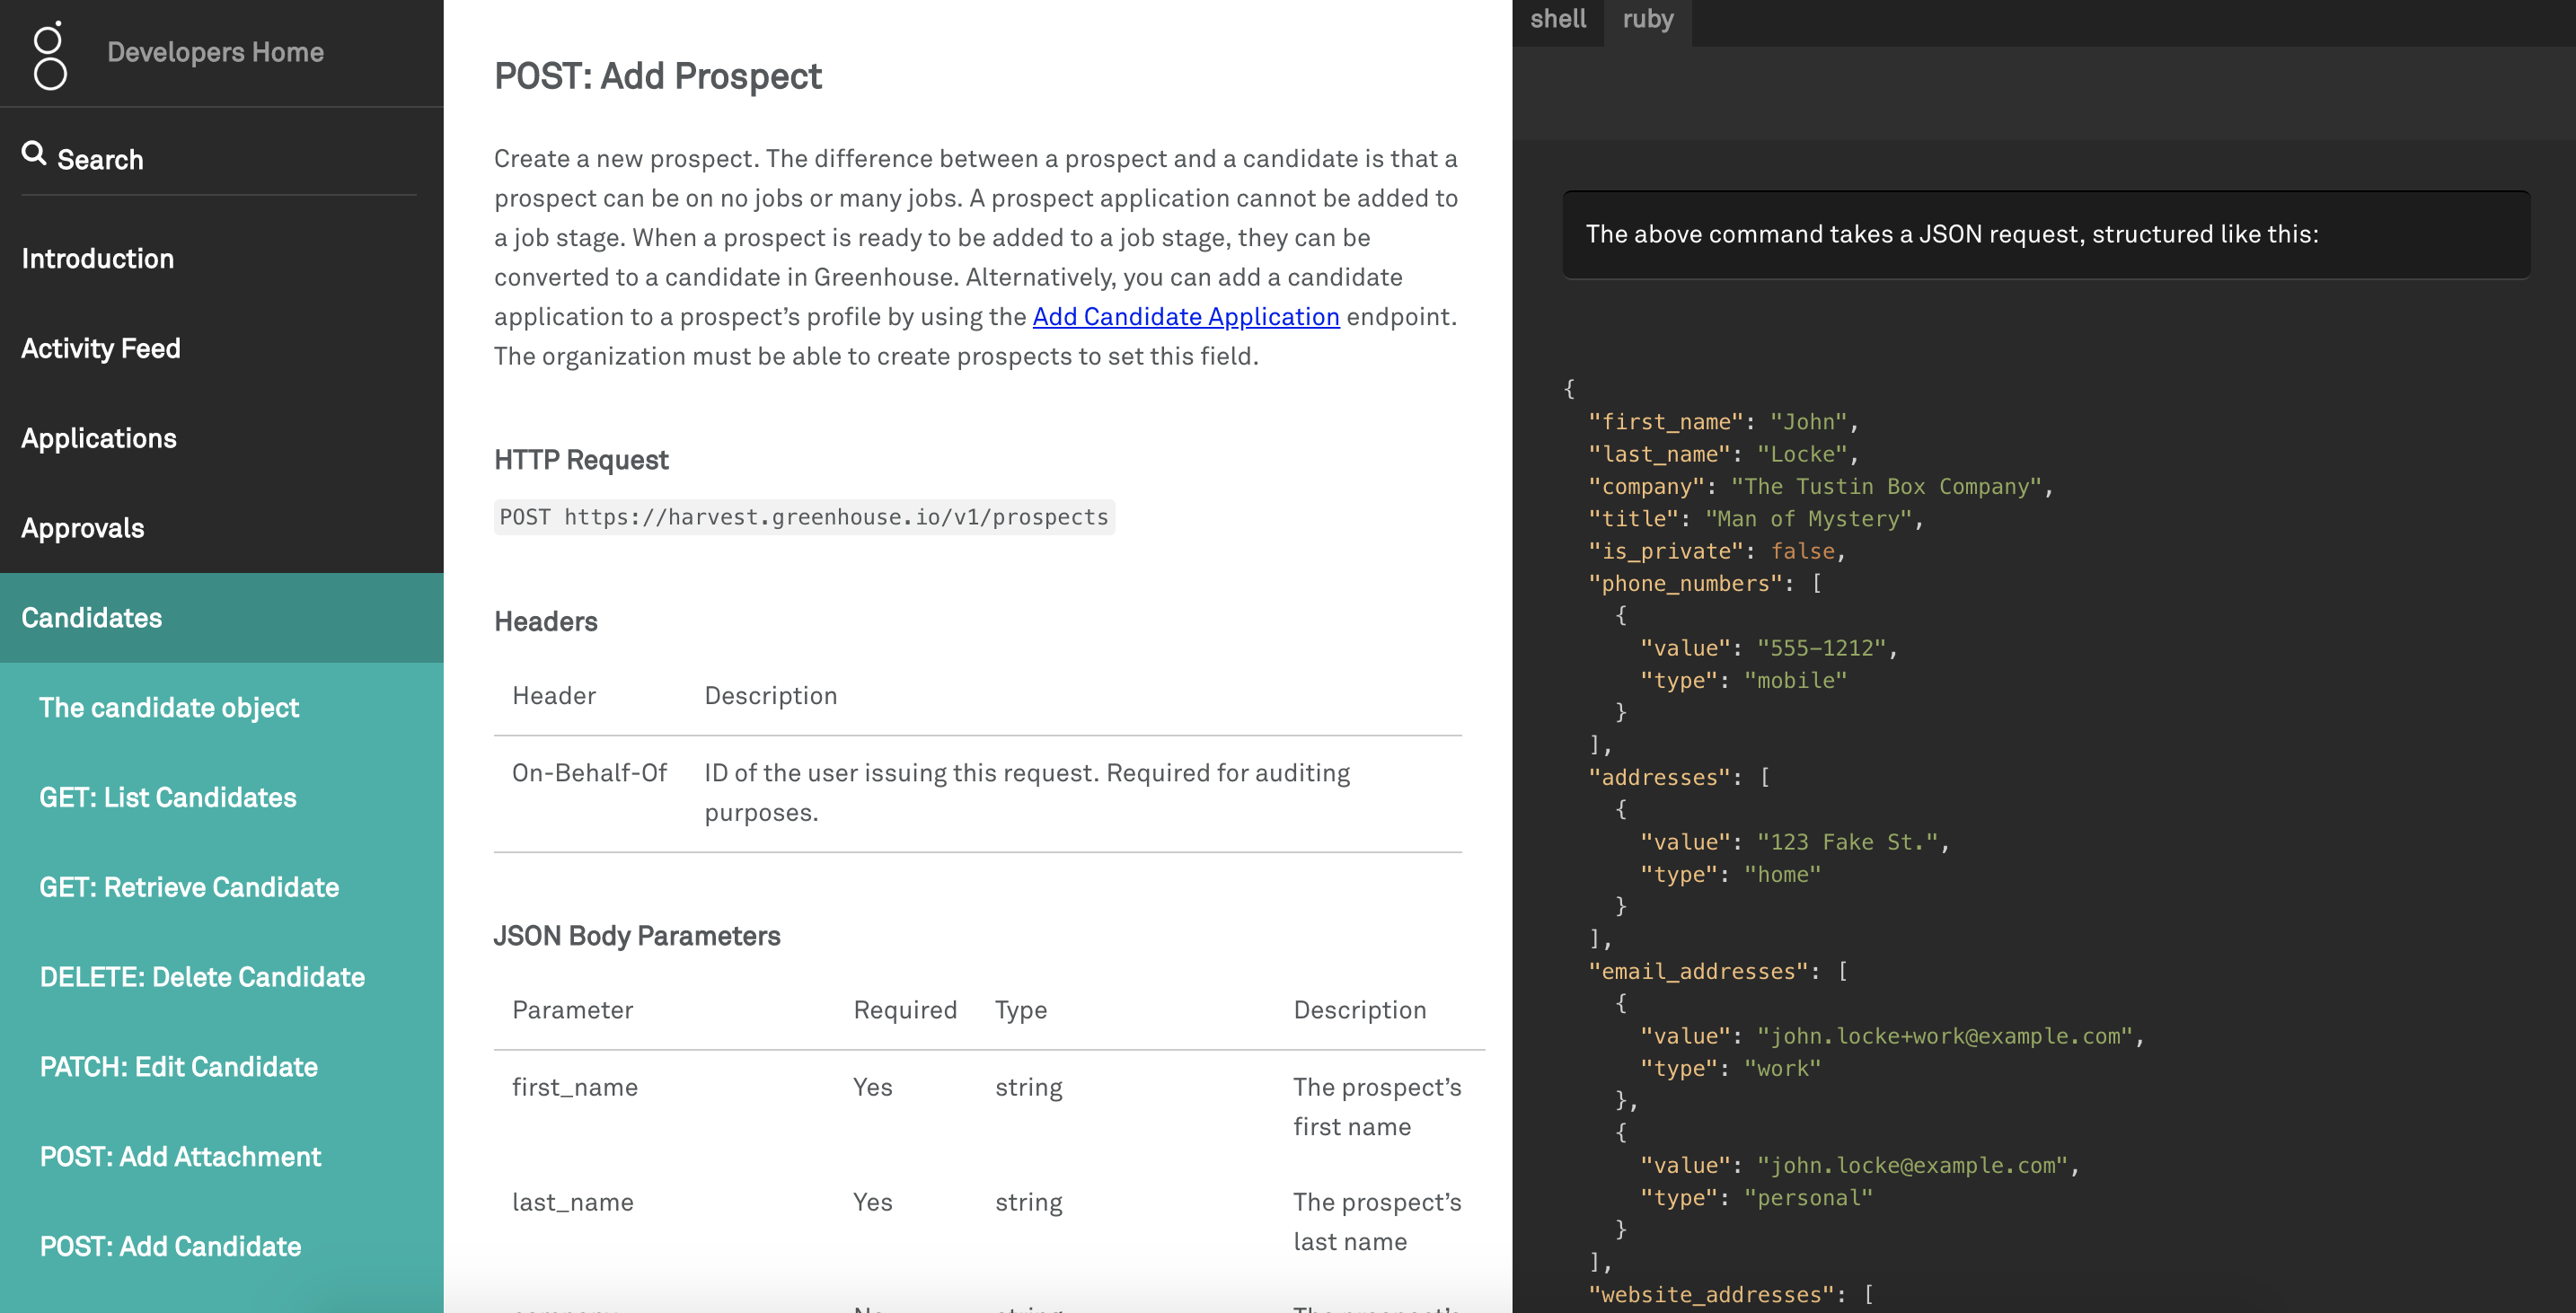 Developers Home
Search
Introduction
Activity Feed
Applications
Approvals
Candidates
The candidate object
GET: List Candidates
GET: Retrieve Candidate
DELETE: Delete Candidate
PATCH: Edit Candidate
POST: Add Attachment
POST: Add Candidate
POST: Add Prospect
Create a new prospect. The difference between a prospect and a candidate is that a
prospect can be on no jobs or many jobs. A prospect application cannot be added to
a job stage. When a prospect is ready to be added to a job stage, they can be
converted to a candidate in Greenhouse. Alternatively, you can add a candidate
application to a prospect’s profile by using the Add Candidate Application endpoint.
The organization must be able to create prospects to set this field.
HTTP Request
POST https://harvest.greenhouse.io/v1/prospects
Headers
Header Description
On-Behalf-Of ID of the user issuing this request. Required for auditing
purposes.
JSON Body Parameters
Parameter Required Type Description
first_name Yes string The prospect’s
first name
last_name Yes string The prospect’s
last name
shell ruby
The above command takes a JSON request, structured like this:
{
"first_name": "John",
"last_name": "Locke",
"company": "The Tustin Box Company",
"title": "Man of Mystery",
"is_private": false,
"phone_numbers": [
{
"value": "555-1212",
"type": "mobile"
}
],
"addresses": [
{
"value": "123 Fake St.",
"type": "home"
}
],
"email_addresses": [
{
"value": "john.locke+work@example.com",
"type": "work"
},
{
"value": "john.locke@example.com",
"type": "personal"
}
],
"website_addresses": [